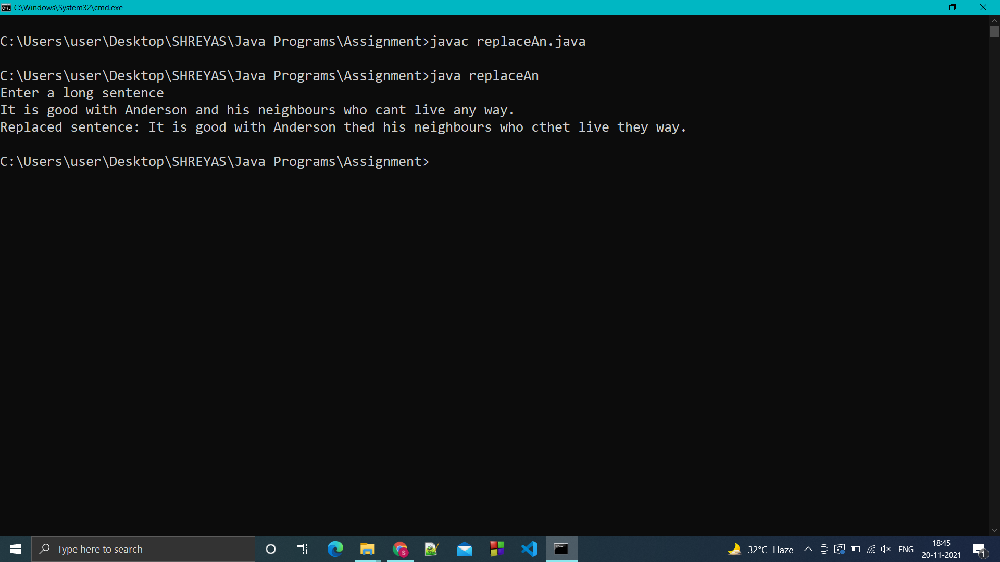 C:\Windows\System32\cmd.exe
C:\Users\user\Desktop\SHREYAS\Java Programs\Assignment>javac replaceAn.java
C:\Users\user\Desktop\SHREYAS\Java Programs\Assignment>java replaceAn
Enter a long sentence
It is good with Anderson and his neighbours who cant live any way.
Replaced sentence: It is good with Anderson thed his neighbours who cthet live they way.
C:\Users\user\Desktop\SHREYAS\Java Programs\Assignment>
Type here to search
S
32°C Haze
ENG
18:45
20-11-2021
1